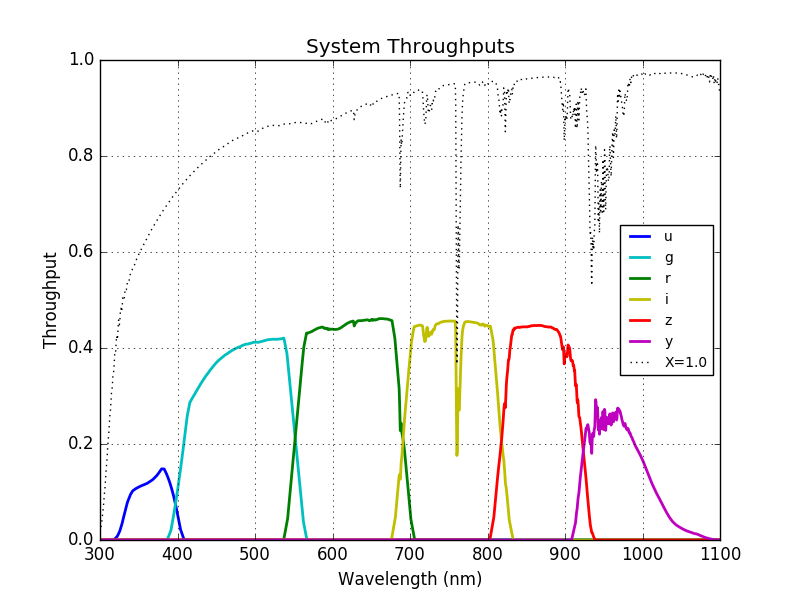 System Throughputs
Throughput
1.0
0.8
0.6
0.4
0.2
0.0
u
g
r
i
z
y
X=1.0
300 400 500 600 700 800 900 1000 1100
Wavelength (nm)